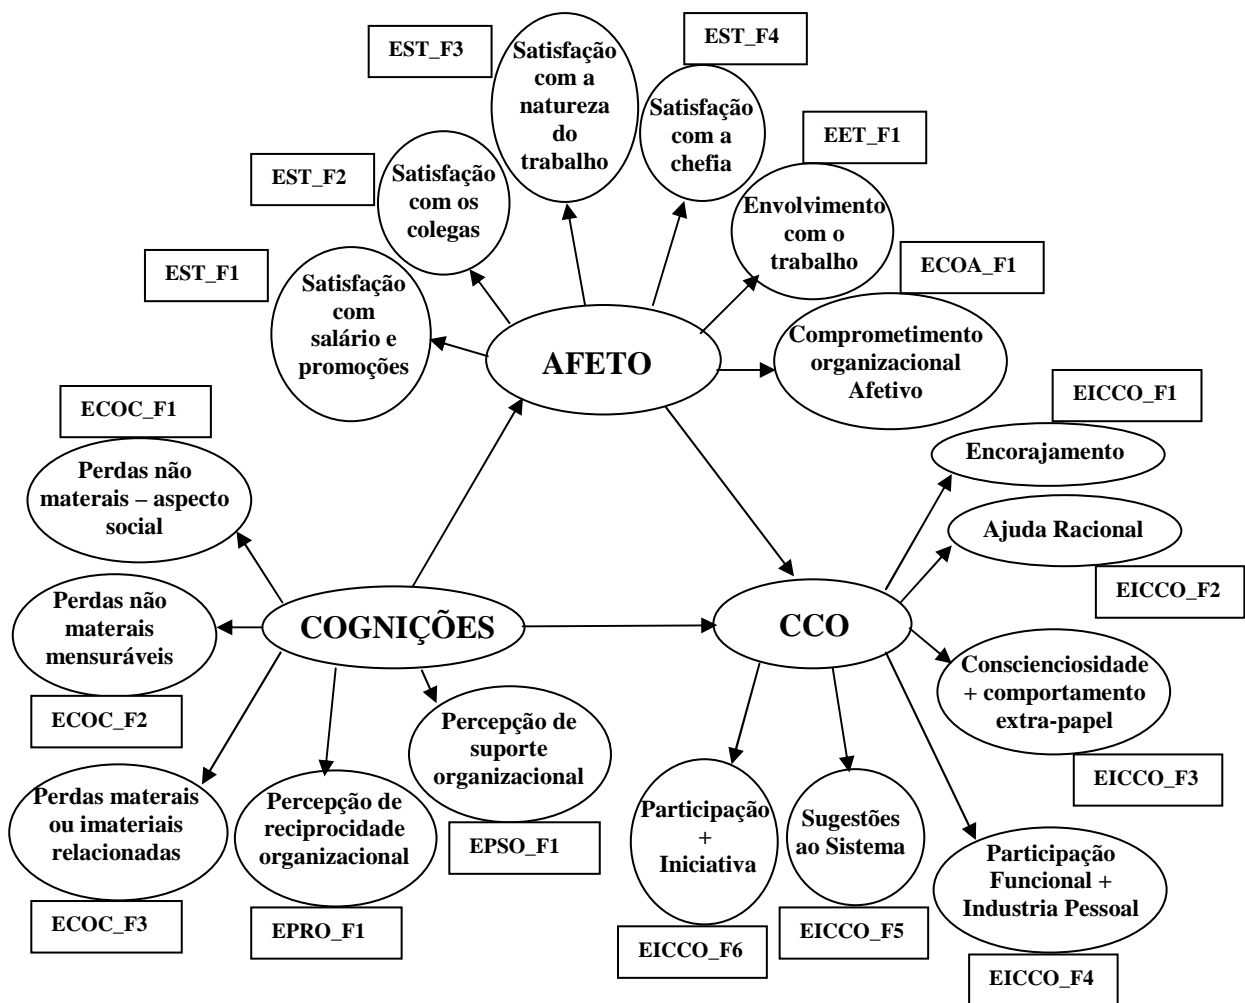 EST_F3
Satisfação
com a
natureza
do
trabalho
EST_F4
Satisfação
com a
chefia
EET_F1
Envolvimento
com o
trabalho
EST_F2
Satisfação
com os
colegas
EST_F1
Satisfação
com
salário e
promoções
ECOA_F1
Comprometimento
organizacional
Afetivo
AFETO
ECOC_F1
Perdas não
materais – aspecto
social
EICCO_F1
Encorajamento
Ajuda Racional
EICCO_F2
Perdas não
materais
mensuráveis
ECOC_F2
COGNIÇÕES
CCO
Conscienciosidade
+ comportamento
extra-papel
EICCO_F3
Percepção de
suporte
organizacional
EPSO_F1
Perdas materais
ou imateriais
relacionadas
ECOC_F3
Percepção de
reciprocidade
organizacional
EPRO_F1
Participação
+
Iniciativa
EICCO_F6
Sugestões
ao Sistema
EICCO_F5
Participação
Funcional +
Industria Pessoal
EICCO_F4